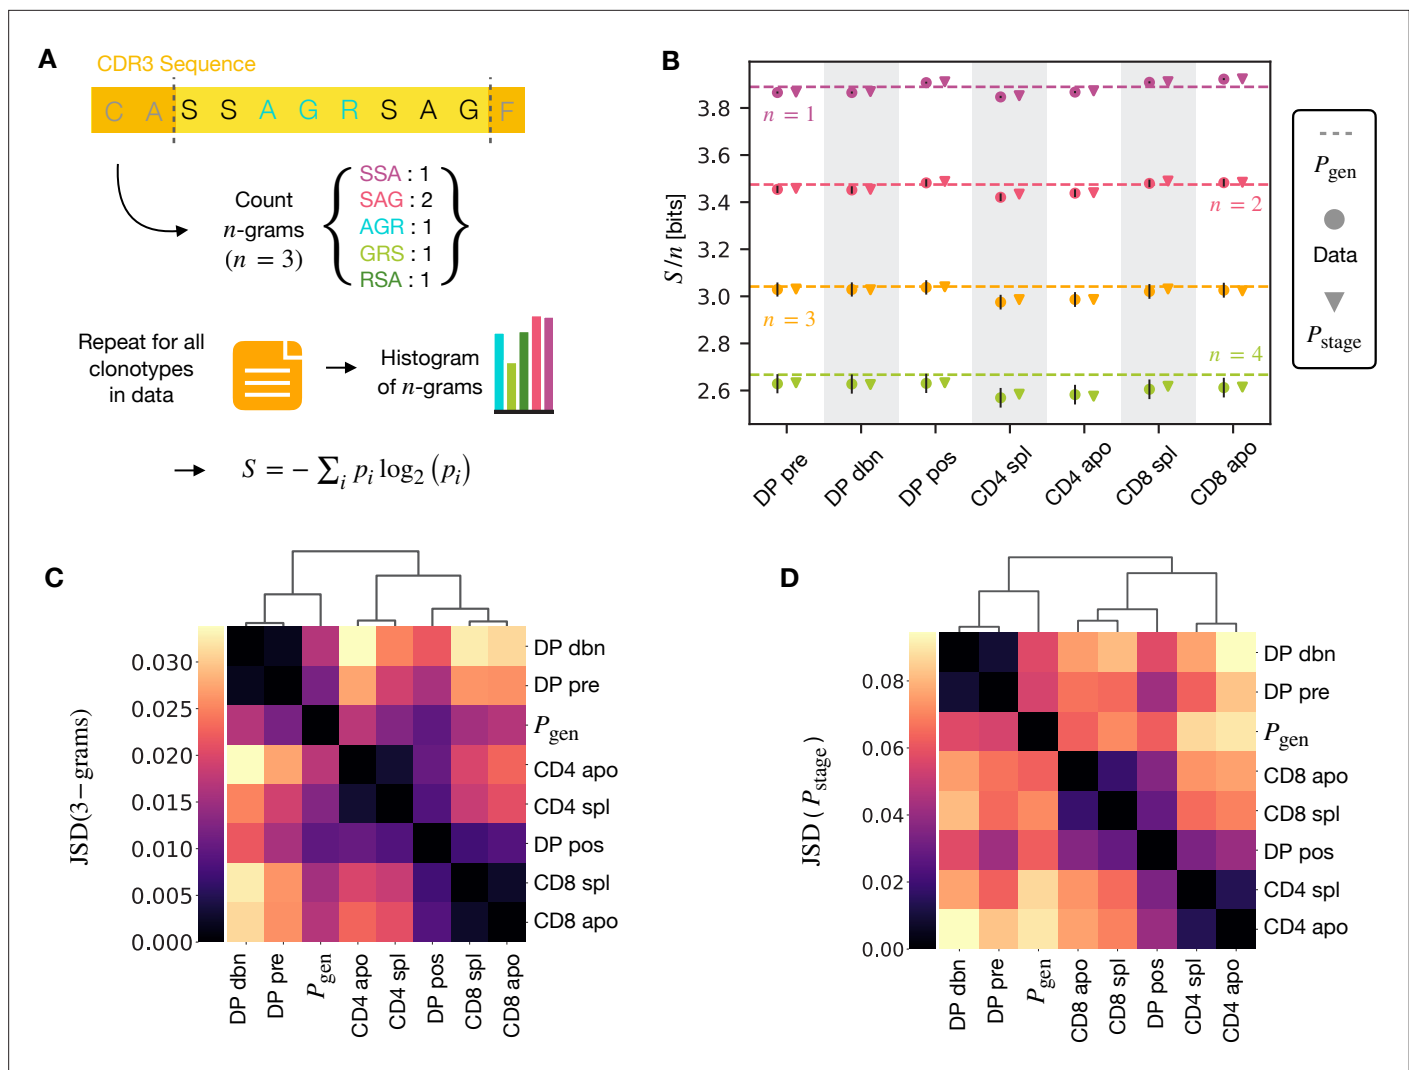 A
CDR3 Sequence
C A S S A G R S A G F
Count
n-grams
(n = 3)
SSA : 1
SAG : 2
AGR : 1
GRS : 1
RSA : 1
Repeat for all
clonotypes
in data
Histogram
of n-grams
S = − ∑i pi log2 (pi)
B
S/n [bits]
3.8
3.6
3.4
3.2
3.0
2.8
2.6
n = 1
n = 2
n = 3
n = 4
DP pre
DP dbn
DP pos
CD4 spl
CD4 apo
CD8 spl
CD8 apo
Pgen
Data
Pstage
C
JSD(3−grams)
0.030
0.025
0.020
0.015
0.010
0.005
0.000
DP dbn
DP pre
Pgen
CD4 apo
CD4 spl
DP pos
CD8 spl
CD8 apo
DP dbn
DP pre
Pgen
CD4 apo
CD4 spl
DP pos
CD8 spl
CD8 apo
D
JSD(Pstage)
0.08
0.06
0.04
0.02
0.00
DP dbn
DP pre
Pgen
CD8 apo
CD8 spl
DP pos
CD4 spl
CD4 apo
DP dbn
DP pre
Pgen
CD8 apo
CD8 spl
DP pos
CD4 spl
CD4 apo